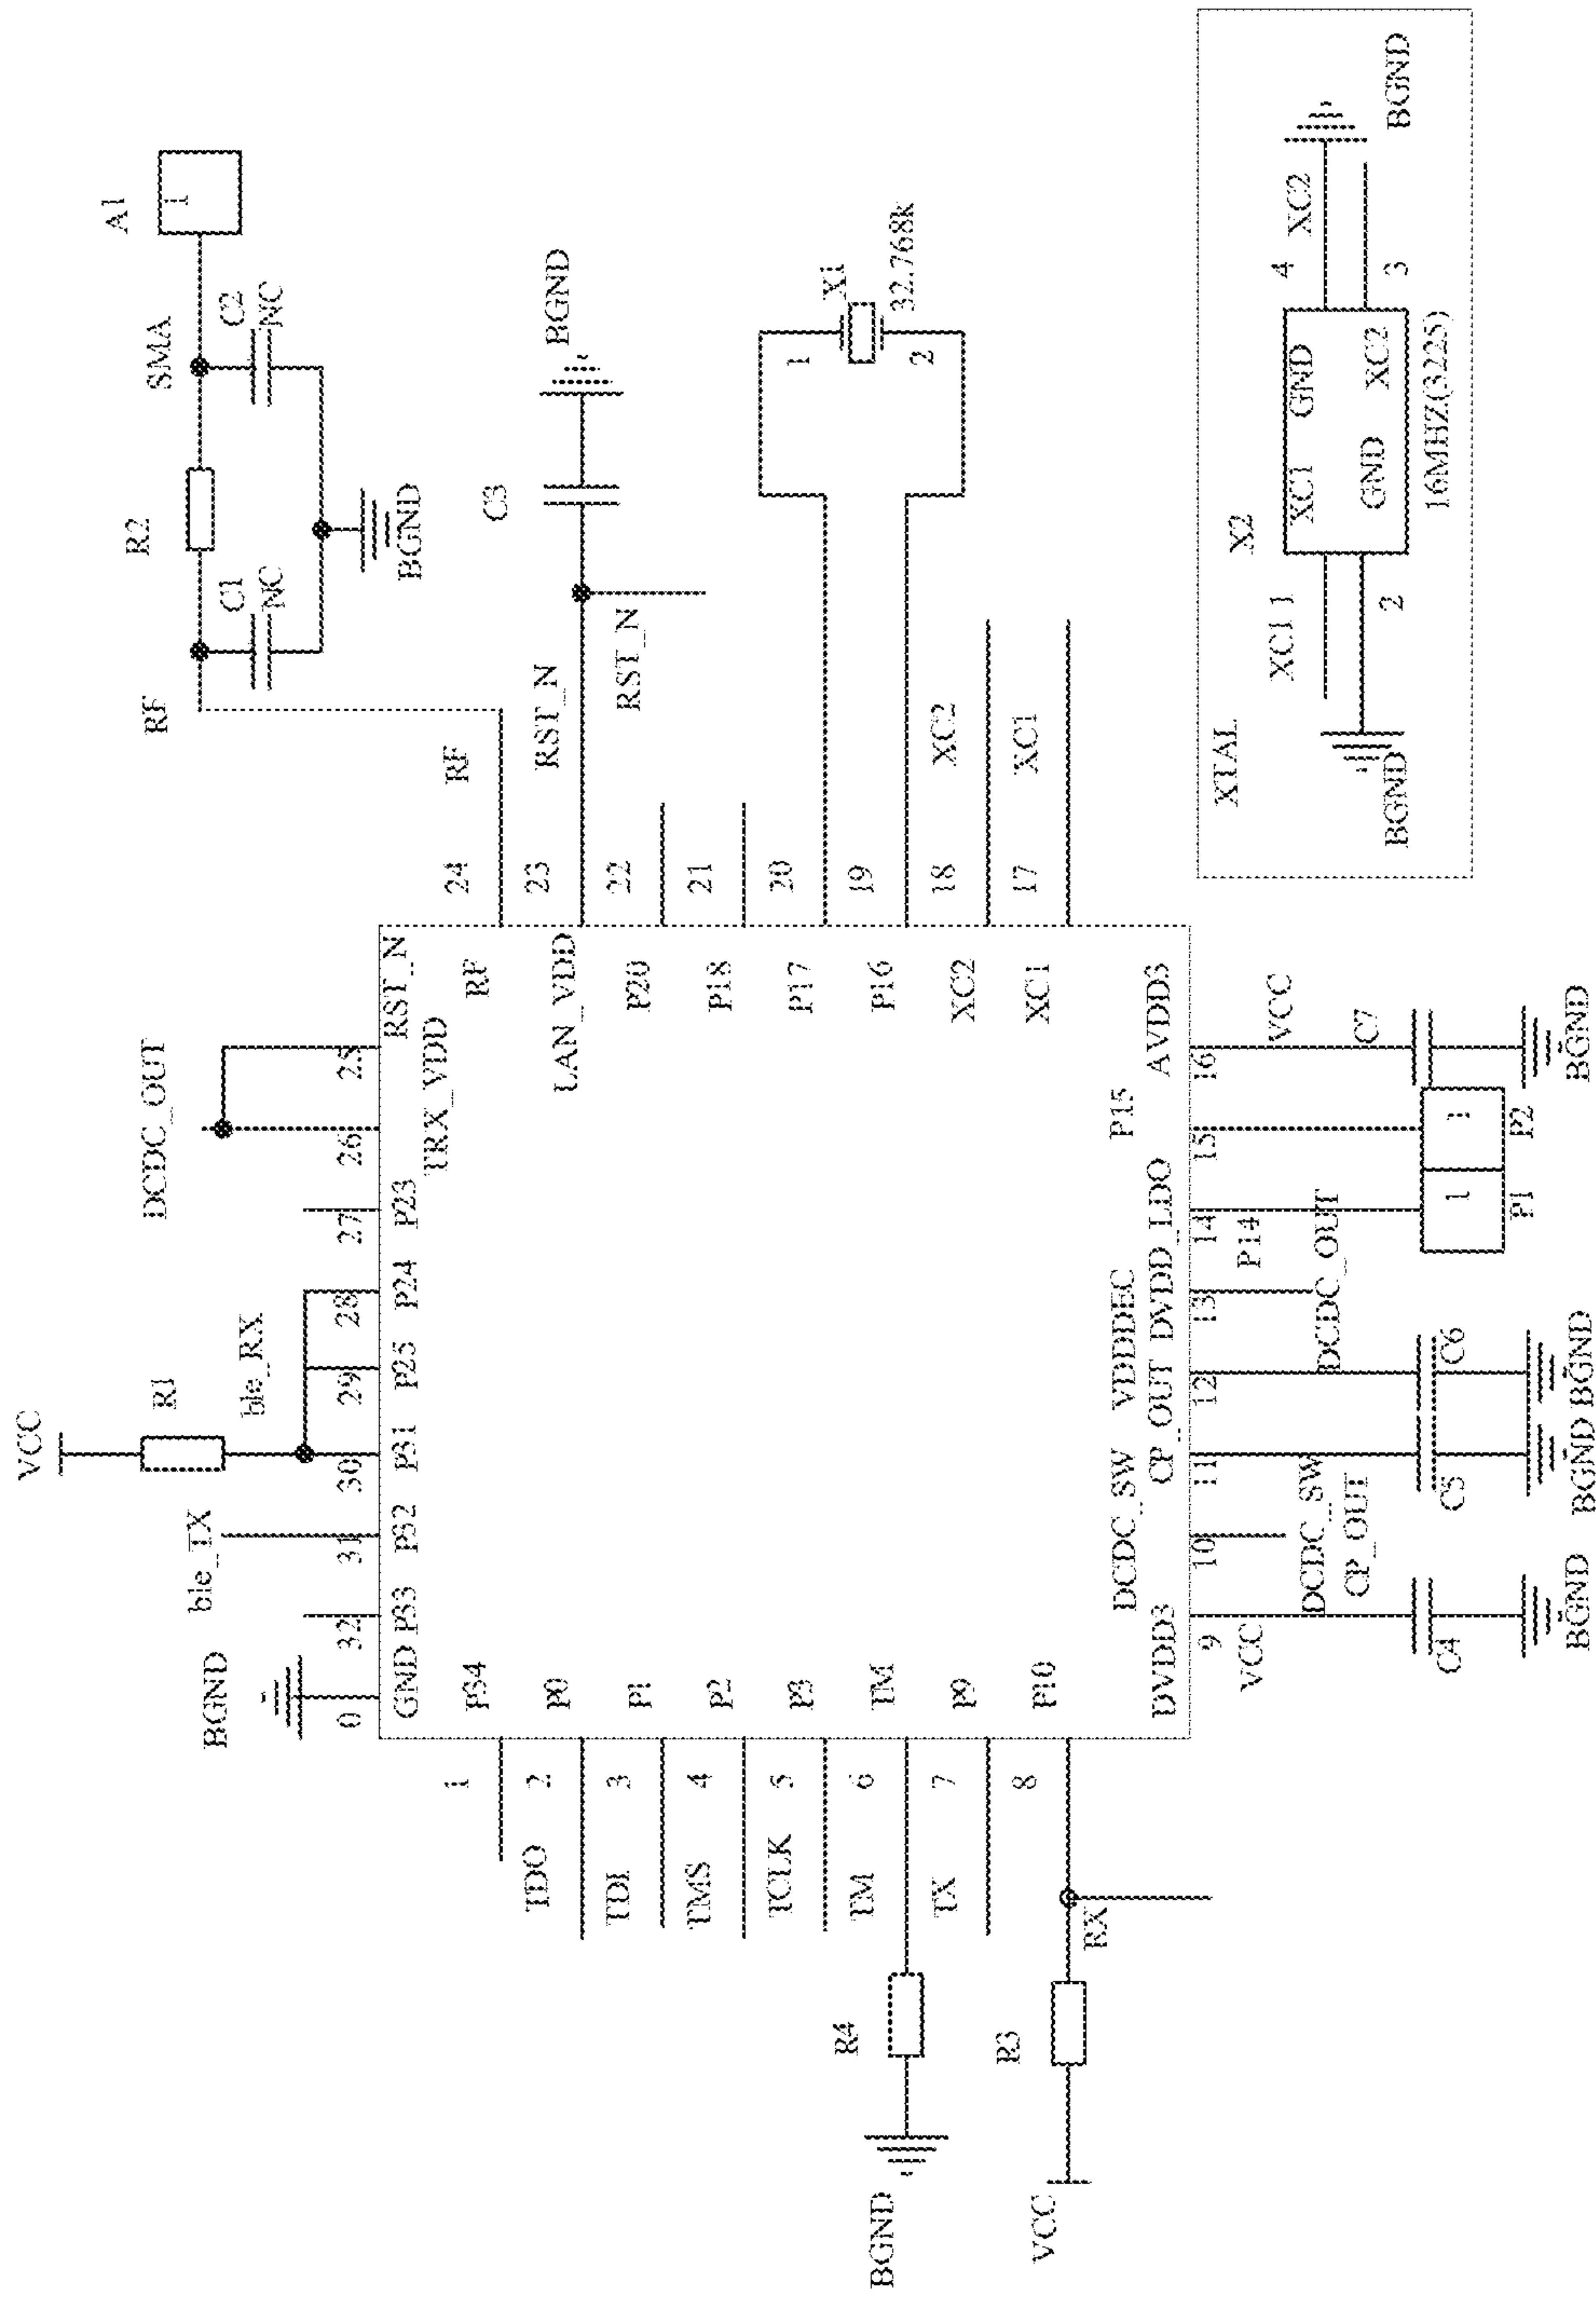 VCC
R1
ble_RX
ble_TX
BGND
DCDC_OUT
0
32
31
30
29
28
27
26
25
GND
P33
P32
P31
P25
P24
P23
TRX_VDD
RST_N
RF
R2
SMA
A1
1
C1
NC
C2
NC
BGND
1
P34
TDO
2
P0
TDI
3
P1
TMS
4
P2
TCLK
5
P3
TM
6
TM
TX
7
P9
8
P10
R4
BGND
R3
VCC
RX
RF
24
RF
LAN_VDD
23
RST_N
RST_N
C3
BGND
P20
22
P18
21
P17
20
P16
19
XC2
18
XC2
XC1
17
XC1
1
X1
2
32.768k
DVDD3
DCDC_SW
CP_OUT
VDDDEC
DVDD_LDO
P15
AVDD3
9
10
11
12
13
14
15
16
VCC
DCDC_SW
CP_OUT
DCDC_OUT
P14
VCC
C4
C5
C6
C7
1
1
P1
P2
BGND
BGND
BGND
BGND
XTAL
X2
XC1
1
XC1
GND
4
XC2
2
GND
XC2
3
BGND
BGND
16MHZ(3225)